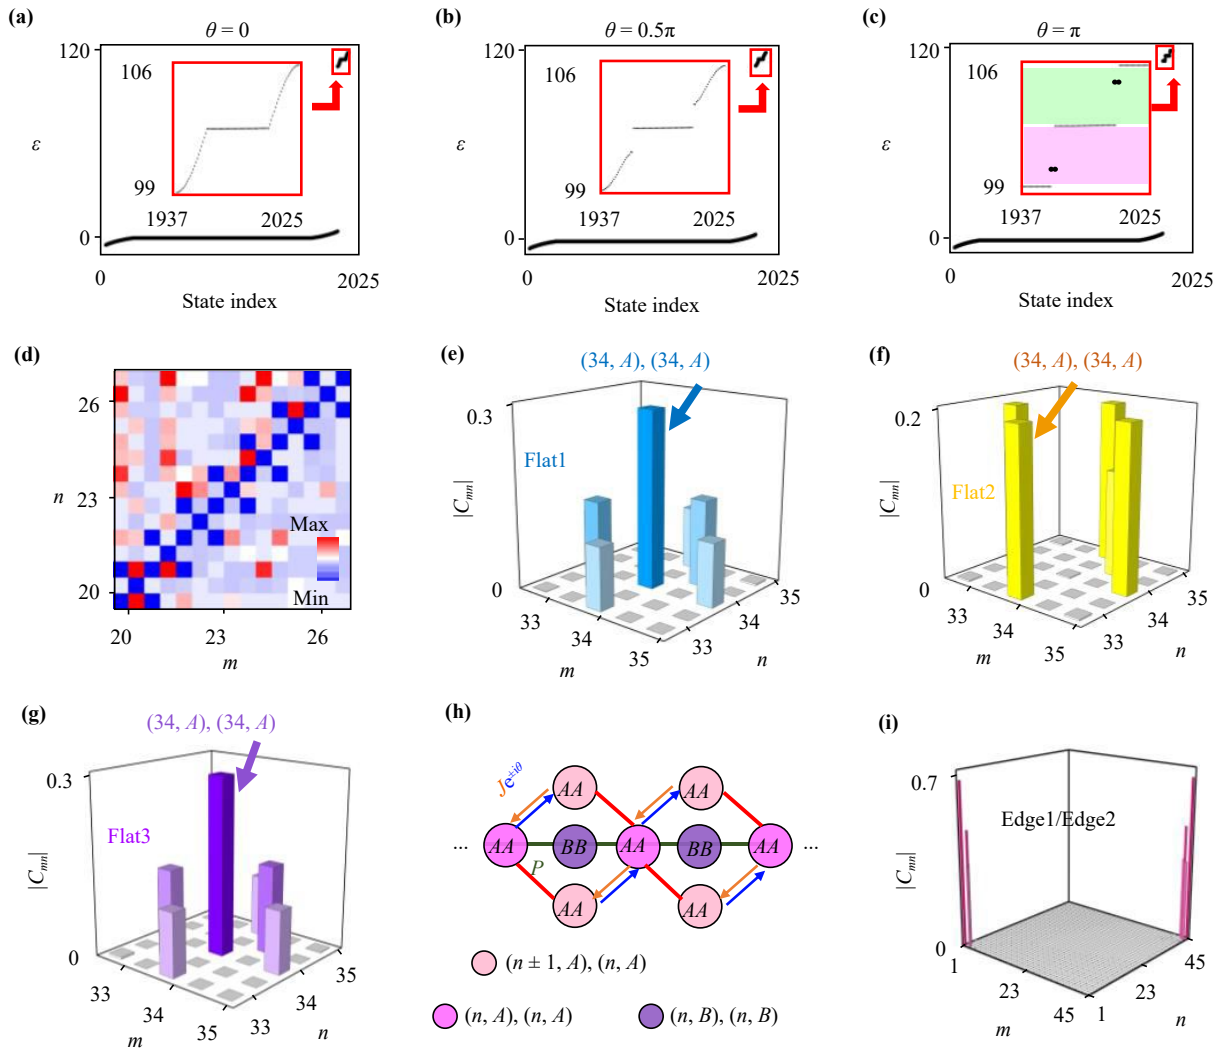 (a)
θ = 0
120
106
ε
99
1937
2025
0
0
2025
State index
(b)
θ = 0.5π
120
106
ε
99
1937
2025
0
0
2025
State index
(c)
θ = π
120
106
ε
99
1937
2025
0
0
2025
State index
(d)
26
n
23
20
Max
Min
20
23
26
m
(e)
(34, A), (34, A)
0.3
Flat1
|Cmn|
0
33
34
35
m
33
34
35
n
(f)
(34, A), (34, A)
0.2
Flat2
|Cmn|
0
33
34
35
m
33
34
35
n
(g)
(34, A), (34, A)
0.3
Flat3
|Cmn|
0
33
34
35
m
33
34
35
n
(h)
Je±iθ
AA
AA
...
AA
BB
AA
BB
AA
...
P
AA
AA
(n ± 1, A), (n, A)
(n, A), (n, A)
(n, B), (n, B)
(i)
0.7
Edge1/Edge2
|Cmn|
0
1
23
45
m
1
23
45
n